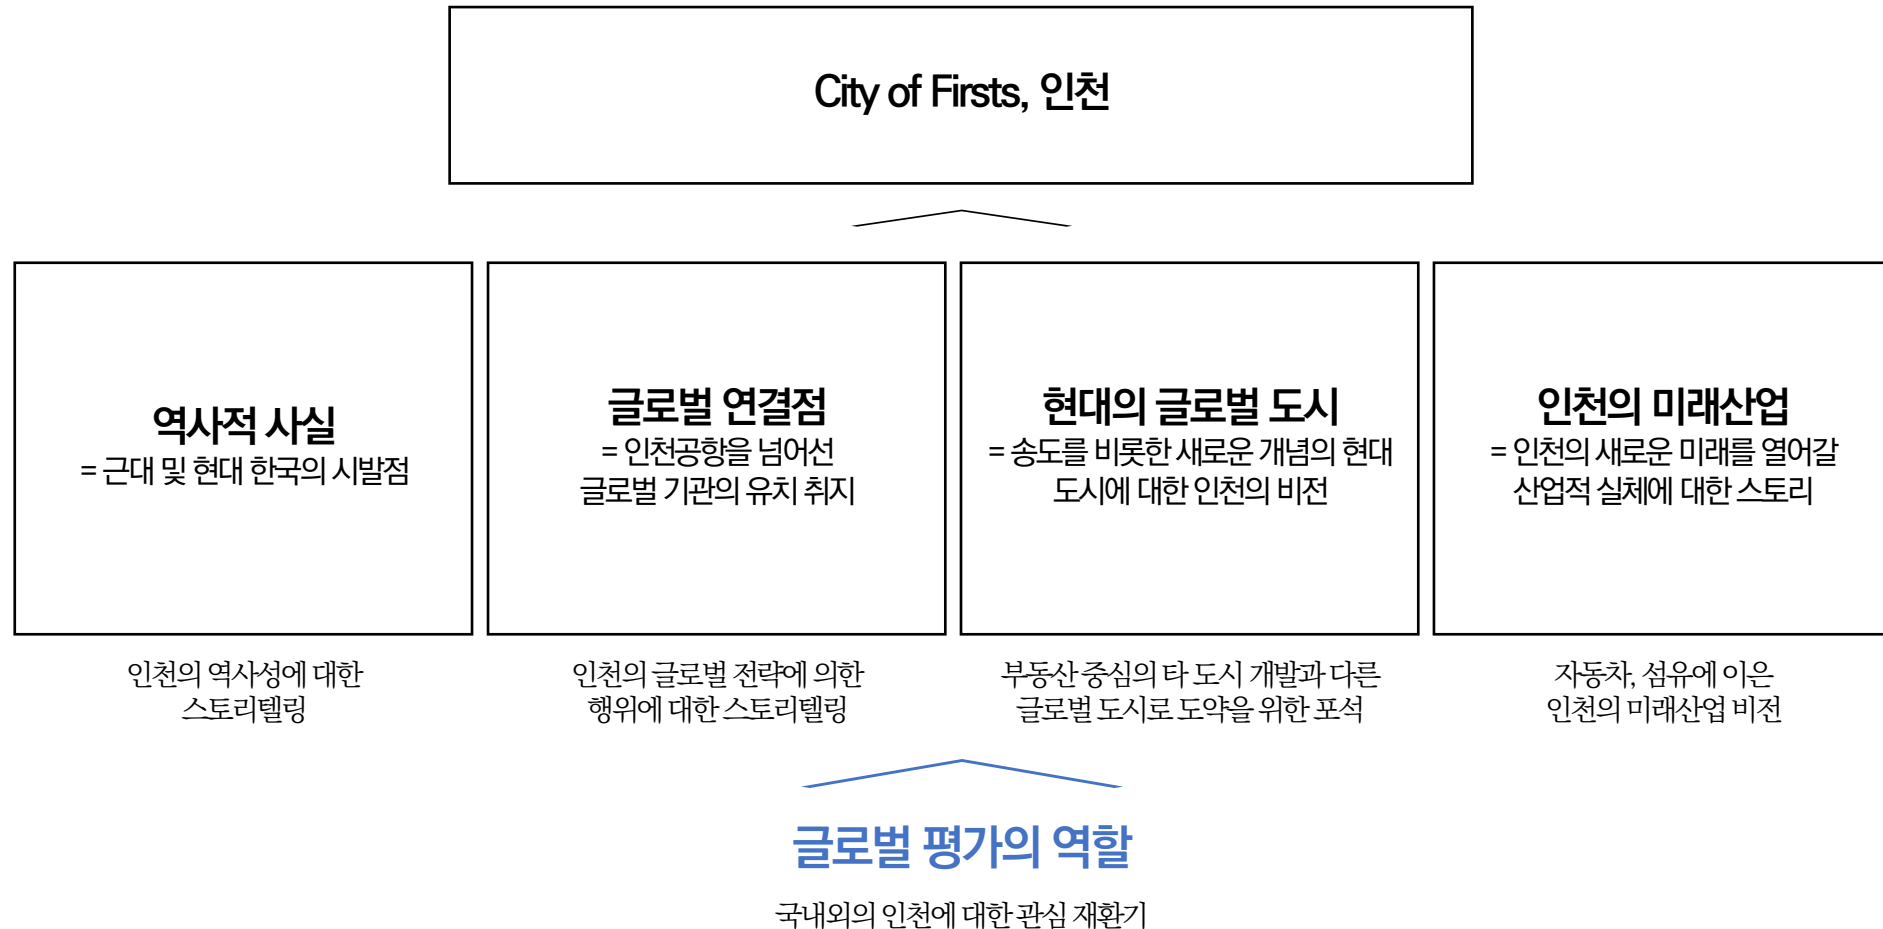 City of Firsts, 인천
역사적 사실
= 근대 및 현대 한국의 시발점
글로벌 연결점
= 인천공항을 넘어선
글로벌 기관의 유치 취지
현대의 글로벌 도시
= 송도를 비롯한 새로운 개념의 현대
도시에 대한 인천의 비전
인천의 미래산업
= 인천의 새로운 미래를 열어갈
산업적 실체에 대한 스토리
인천의 역사성에 대한
스토리텔링
인천의 글로벌 전략에 의한
행위에 대한 스토리텔링
부동산 중심의 타 도시 개발과 다른
글로벌 도시로 도약을 위한 포석
자동차, 섬유에 이은
인천의 미래산업 비전
글로벌 평가의 역할
국내외의 인천에 대한 관심 재환기